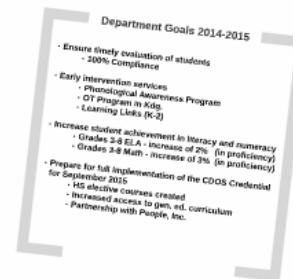 Department Goals 2014-2015
· Ensure timely evaluation of students
- 100% Compliance
· Early intervention services
- Phonological Awareness Program
- OT Program in Kdg.
- Learning Links (K-2)
· Increase student achievement in literacy and numeracy
- Grades 3-8 ELA - increase of 2% (in proficiency)
- Grades 3-8 Math - increase of 3% (in proficiency)
· Prepare for full implementation of the CDOS Credential
for September 2015
- HS elective courses created
- Increased access to gen. ed. curriculum
- Partnership with People, Inc.